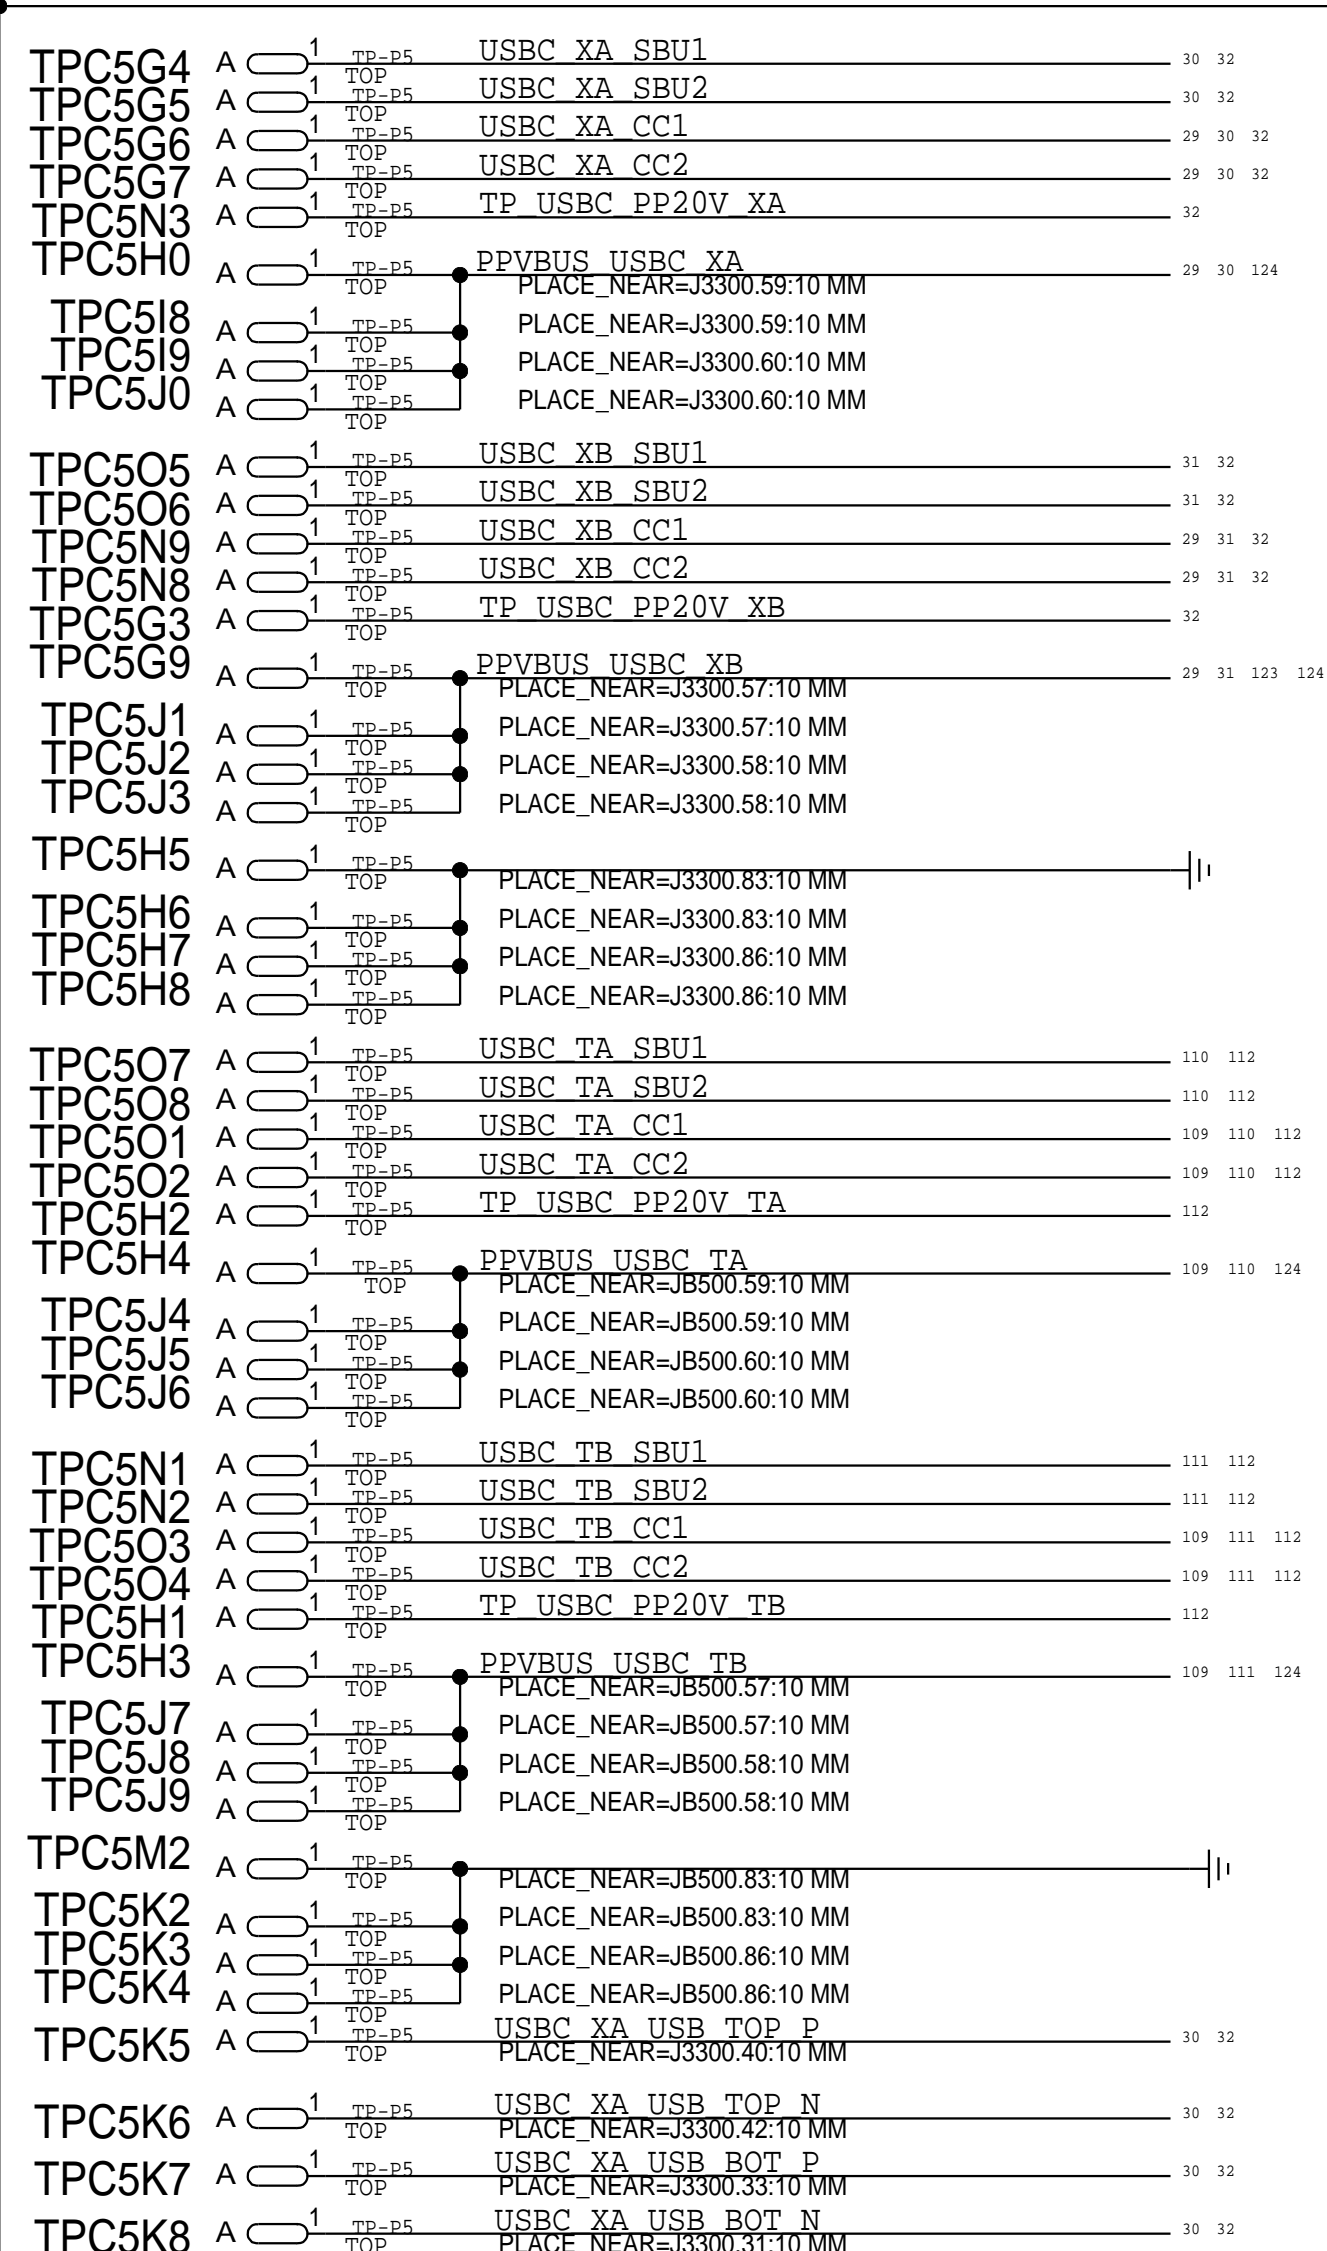 TPC5G4 A 1 TP-P5 USBC_XA_SBU1 30 32
TOP
TPC5G5 A 1 TP-P5 USBC_XA_SBU2 30 32
TOP
TPC5G6 A 1 TP-P5 USBC_XA_CC1 29 30 32
TOP
TPC5G7 A 1 TP-P5 USBC_XA_CC2 29 30 32
TOP
TPC5N3 A 1 TP-P5 TP_USBC_PP20V_XA 32
TOP
TPC5H0 A 1 TP-P5 PPVBUS_USBC_XA 29 30 124
TOP PLACE_NEAR=J3300.59:10 MM
TPC5I8 A 1 TP-P5 PLACE_NEAR=J3300.59:10 MM
TOP
TPC5I9 A 1 TP-P5 PLACE_NEAR=J3300.60:10 MM
TOP
TPC5J0 A 1 TP-P5 PLACE_NEAR=J3300.60:10 MM
TOP
TPC5O5 A 1 TP-P5 USBC_XB_SBU1 31 32
TOP
TPC5O6 A 1 TP-P5 USBC_XB_SBU2 31 32
TOP
TPC5N9 A 1 TP-P5 USBC_XB_CC1 29 31 32
TOP
TPC5N8 A 1 TP-P5 USBC_XB_CC2 29 31 32
TOP
TPC5G3 A 1 TP-P5 TP_USBC_PP20V_XB 32
TOP
TPC5G9 A 1 TP-P5 PPVBUS_USBC_XB 29 31 123 124
TOP PLACE_NEAR=J3300.57:10 MM
TPC5J1 A 1 TP-P5 PLACE_NEAR=J3300.57:10 MM
TOP
TPC5J2 A 1 TP-P5 PLACE_NEAR=J3300.58:10 MM
TOP
TPC5J3 A 1 TP-P5 PLACE_NEAR=J3300.58:10 MM
TOP
TPC5H5 A 1 TP-P5
TOP PLACE_NEAR=J3300.83:10 MM
TPC5H6 A 1 TP-P5 PLACE_NEAR=J3300.83:10 MM
TOP
TPC5H7 A 1 TP-P5 PLACE_NEAR=J3300.86:10 MM
TOP
TPC5H8 A 1 TP-P5 PLACE_NEAR=J3300.86:10 MM
TOP
TPC5O7 A 1 TP-P5 USBC_TA_SBU1 110 112
TOP
TPC5O8 A 1 TP-P5 USBC_TA_SBU2 110 112
TOP
TPC5O1 A 1 TP-P5 USBC_TA_CC1 109 110 112
TOP
TPC5O2 A 1 TP-P5 USBC_TA_CC2 109 110 112
TOP
TPC5H2 A 1 TP-P5 TP_USBC_PP20V_TA 112
TOP
TPC5H4 A 1 TP-P5 PPVBUS_USBC_TA 109 110 124
TOP PLACE_NEAR=JB500.59:10 MM
TPC5J4 A 1 TP-P5 PLACE_NEAR=JB500.59:10 MM
TOP
TPC5J5 A 1 TP-P5 PLACE_NEAR=JB500.60:10 MM
TOP
TPC5J6 A 1 TP-P5 PLACE_NEAR=JB500.60:10 MM
TOP
TPC5N1 A 1 TP-P5 USBC_TB_SBU1 111 112
TOP
TPC5N2 A 1 TP-P5 USBC_TB_SBU2 111 112
TOP
TPC5O3 A 1 TP-P5 USBC_TB_CC1 109 111 112
TOP
TPC5O4 A 1 TP-P5 USBC_TB_CC2 109 111 112
TOP
TPC5H1 A 1 TP-P5 TP_USBC_PP20V_TB 112
TOP
TPC5H3 A 1 TP-P5 PPVBUS_USBC_TB 109 111 124
TOP PLACE_NEAR=JB500.57:10 MM
TPC5J7 A 1 TP-P5 PLACE_NEAR=JB500.57:10 MM
TOP
TPC5J8 A 1 TP-P5 PLACE_NEAR=JB500.58:10 MM
TOP
TPC5J9 A 1 TP-P5 PLACE_NEAR=JB500.58:10 MM
TOP
TPC5M2 A 1 TP-P5
TOP PLACE_NEAR=JB500.83:10 MM
TPC5K2 A 1 TP-P5 PLACE_NEAR=JB500.83:10 MM
TOP
TPC5K3 A 1 TP-P5 PLACE_NEAR=JB500.86:10 MM
TOP
TPC5K4 A 1 TP-P5 PLACE_NEAR=JB500.86:10 MM
TOP
TPC5K5 A 1 TP-P5 USBC_XA_USB_TOP_P 30 32
TOP PLACE_NEAR=J3300.40:10 MM
TPC5K6 A 1 TP-P5 USBC_XA_USB_TOP_N 30 32
TOP PLACE_NEAR=J3300.42:10 MM
TPC5K7 A 1 TP-P5 USBC_XA_USB_BOT_P 30 32
TOP PLACE_NEAR=J3300.33:10 MM
TPC5K8 A 1 TP-P5 USBC_XA_USB_BOT_N 30 32
TOP PLACE_NEAR=J3300.31:10 MM